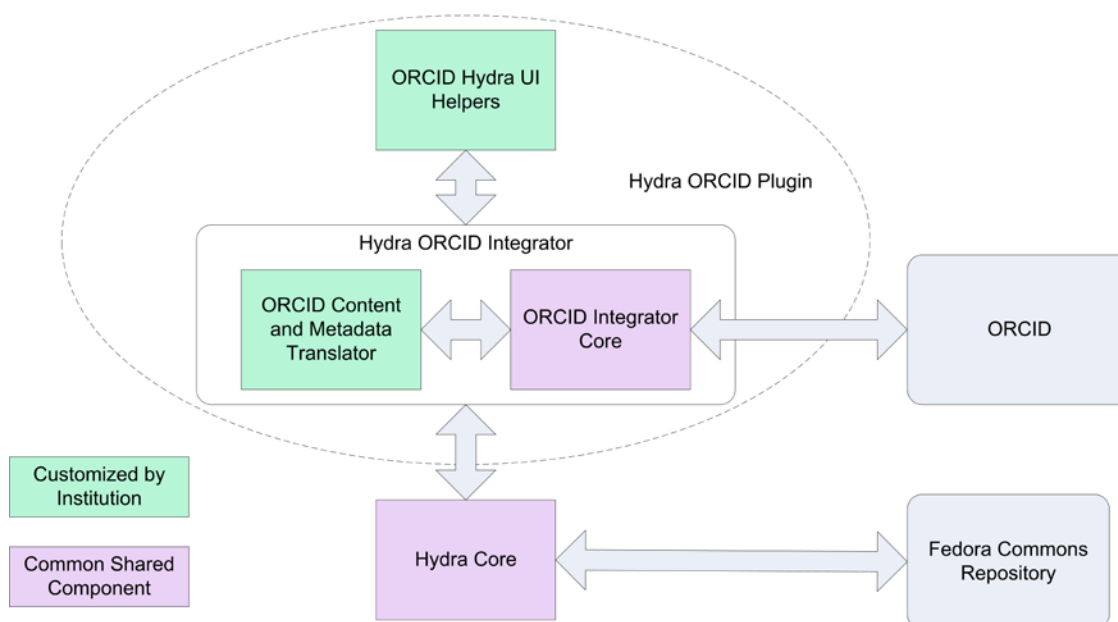 ORCID Hydra UI
Helpers
Hydra ORCID Plugin
Hydra ORCID Integrator
ORCID Content
and Metadata
Translator
ORCID Integrator
Core
ORCID
Customized by
Institution
Common Shared
Component
Hydra Core
Fedora Commons
Repository